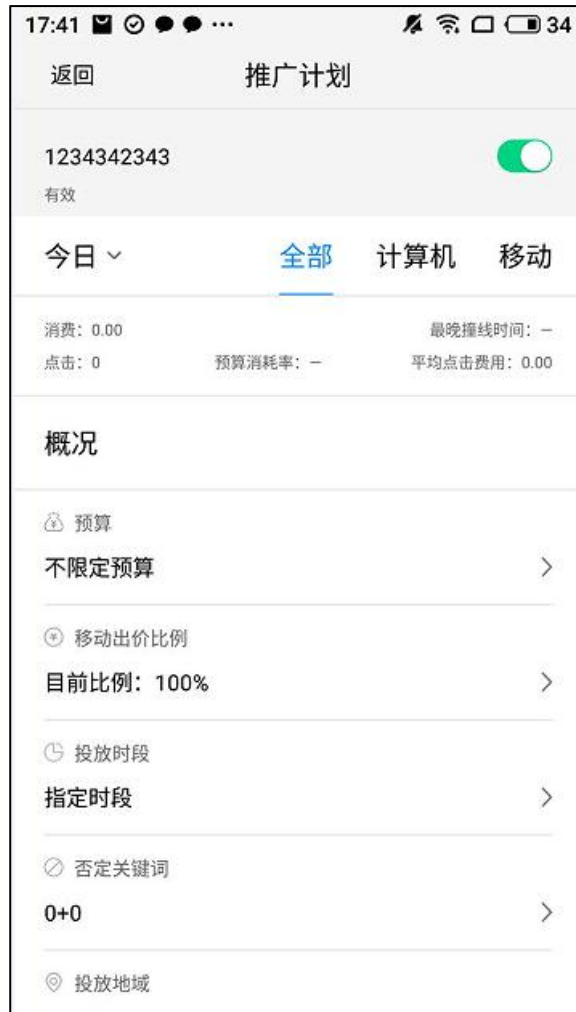 17:41 ··· 34
返回 推广计划
1234342343
有效
今日 全部 计算机 移动
消费：0.00 最晚撞线时间：—
点击：0 预算消耗率：— 平均点击费用：0.00
概况
预算
不限定预算
移动出价比例
目前比例：100%
投放时段
指定时段
否定关键词
0+0
投放地域